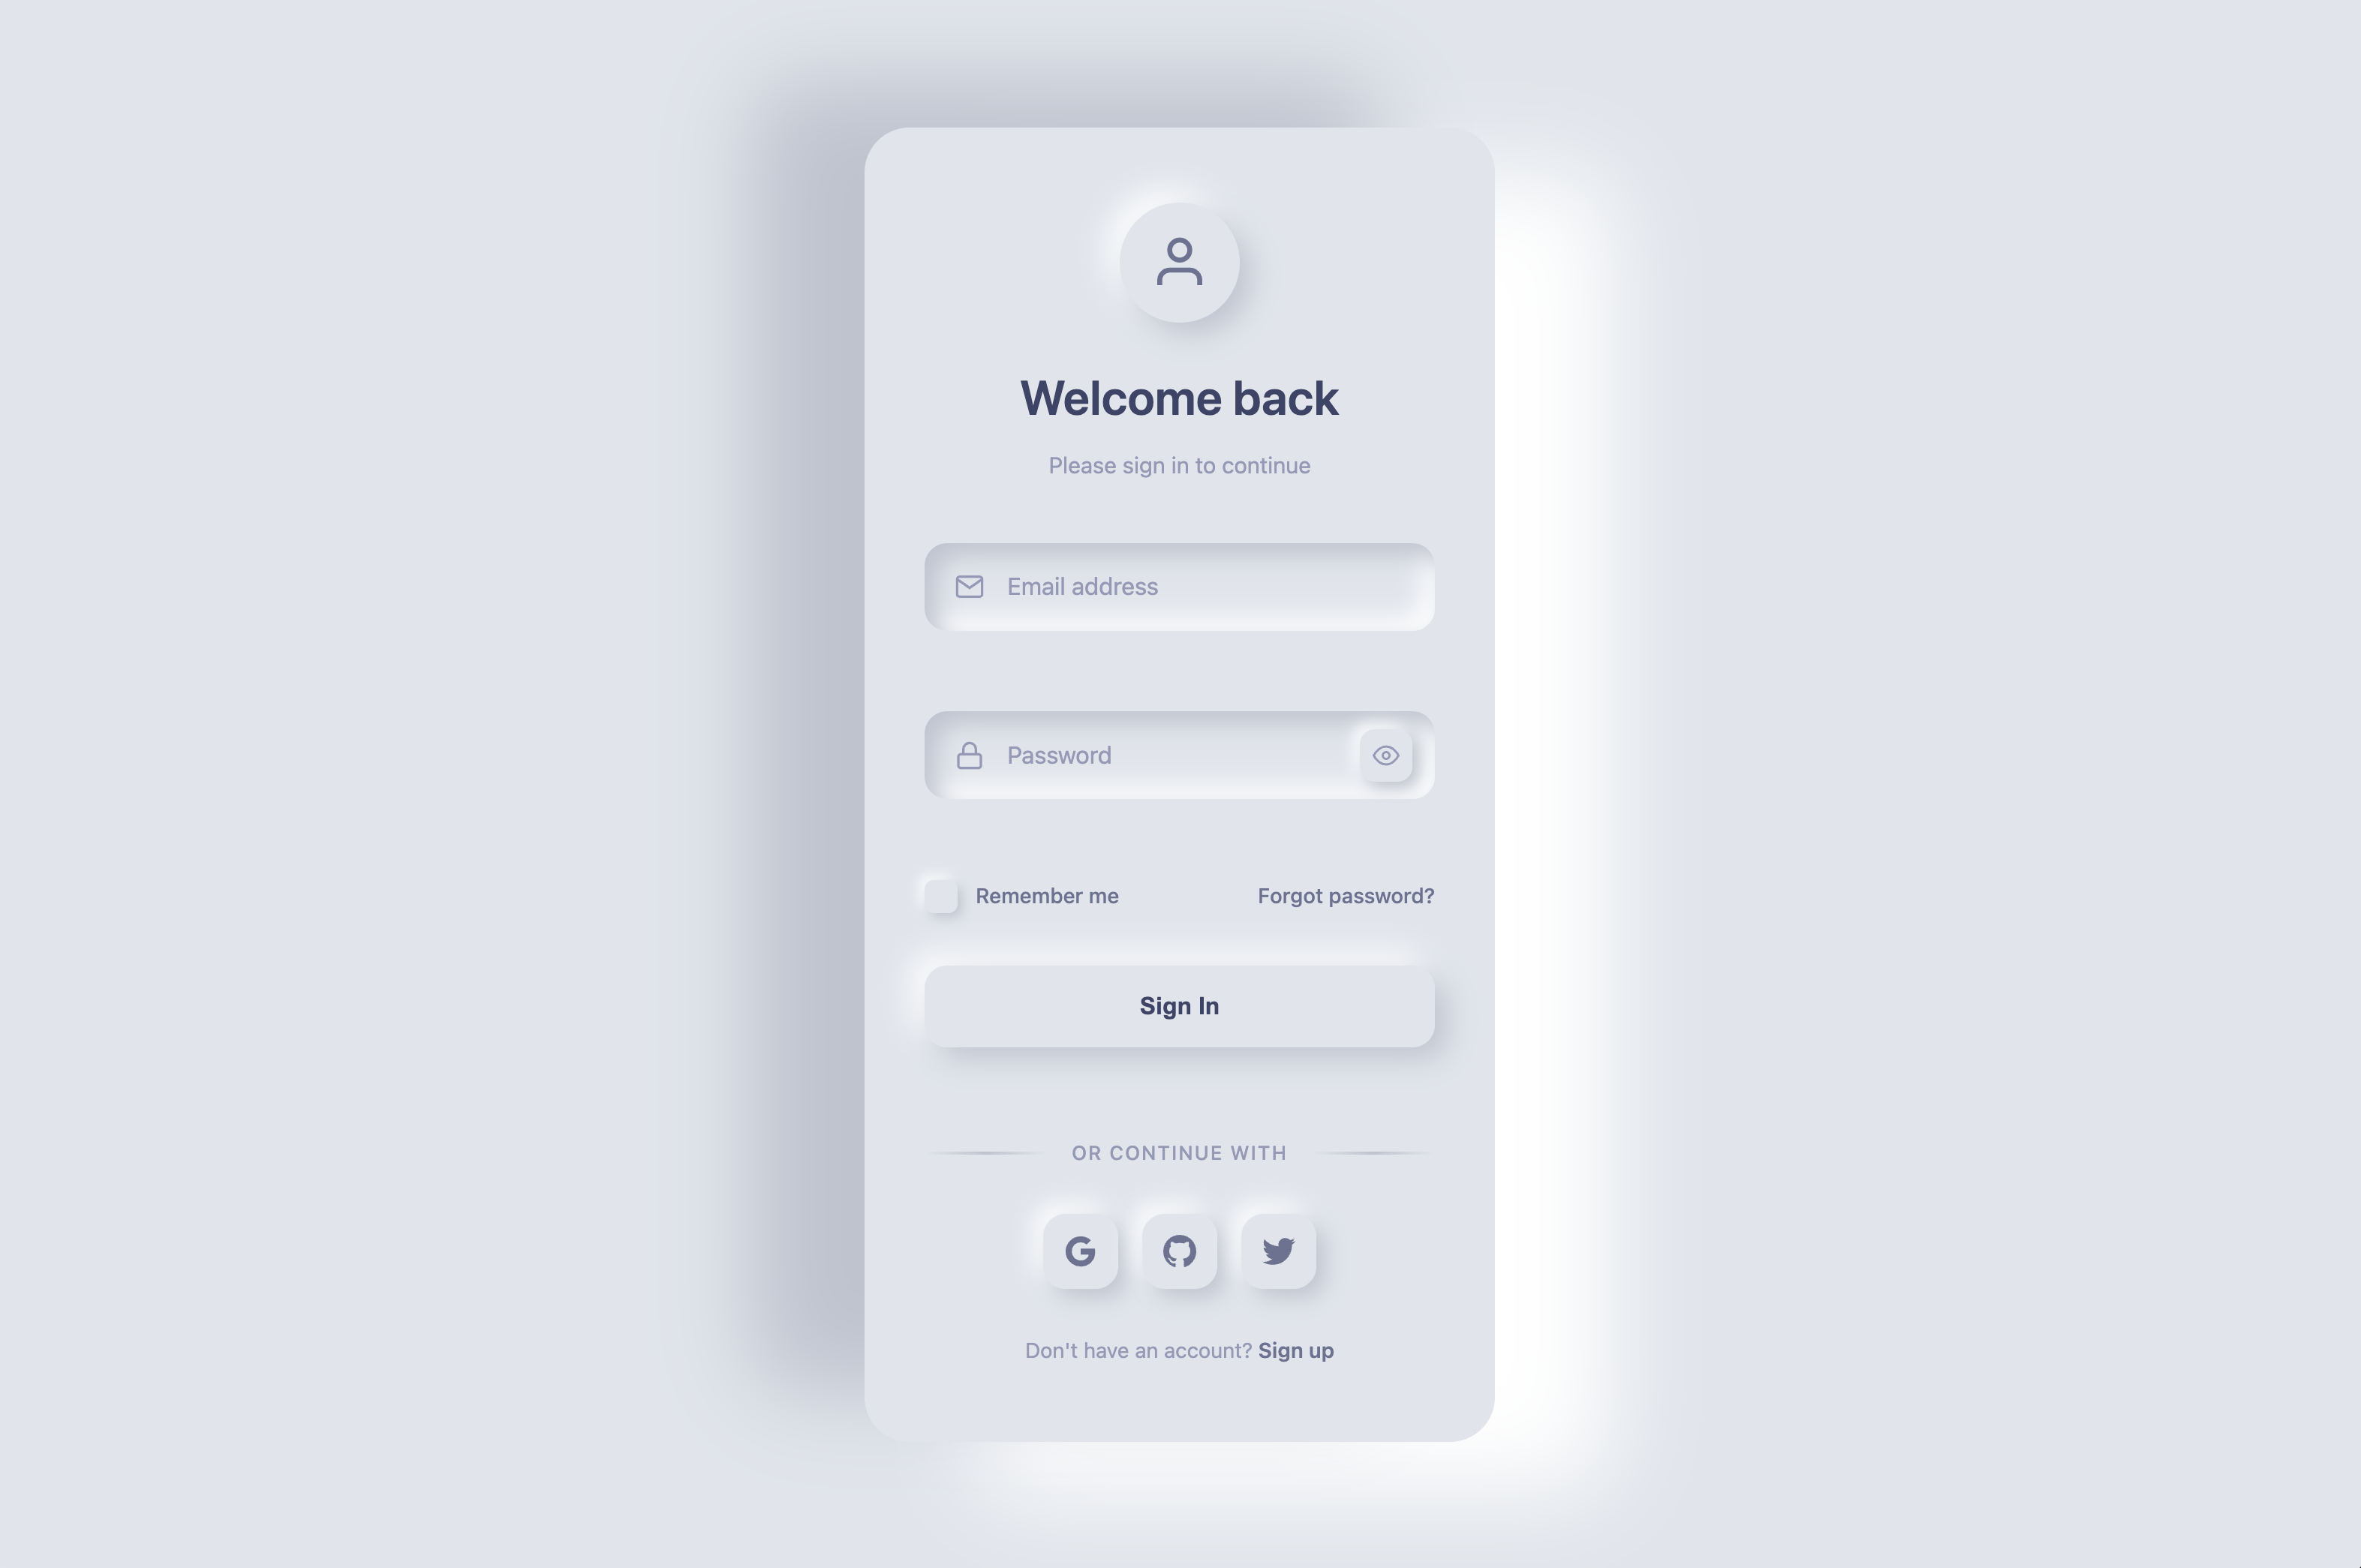 Welcome back
Please sign in to continue
Email address
Password
Remember me
Forgot password?
Sign In
OR CONTINUE WITH
Don't have an account? Sign up